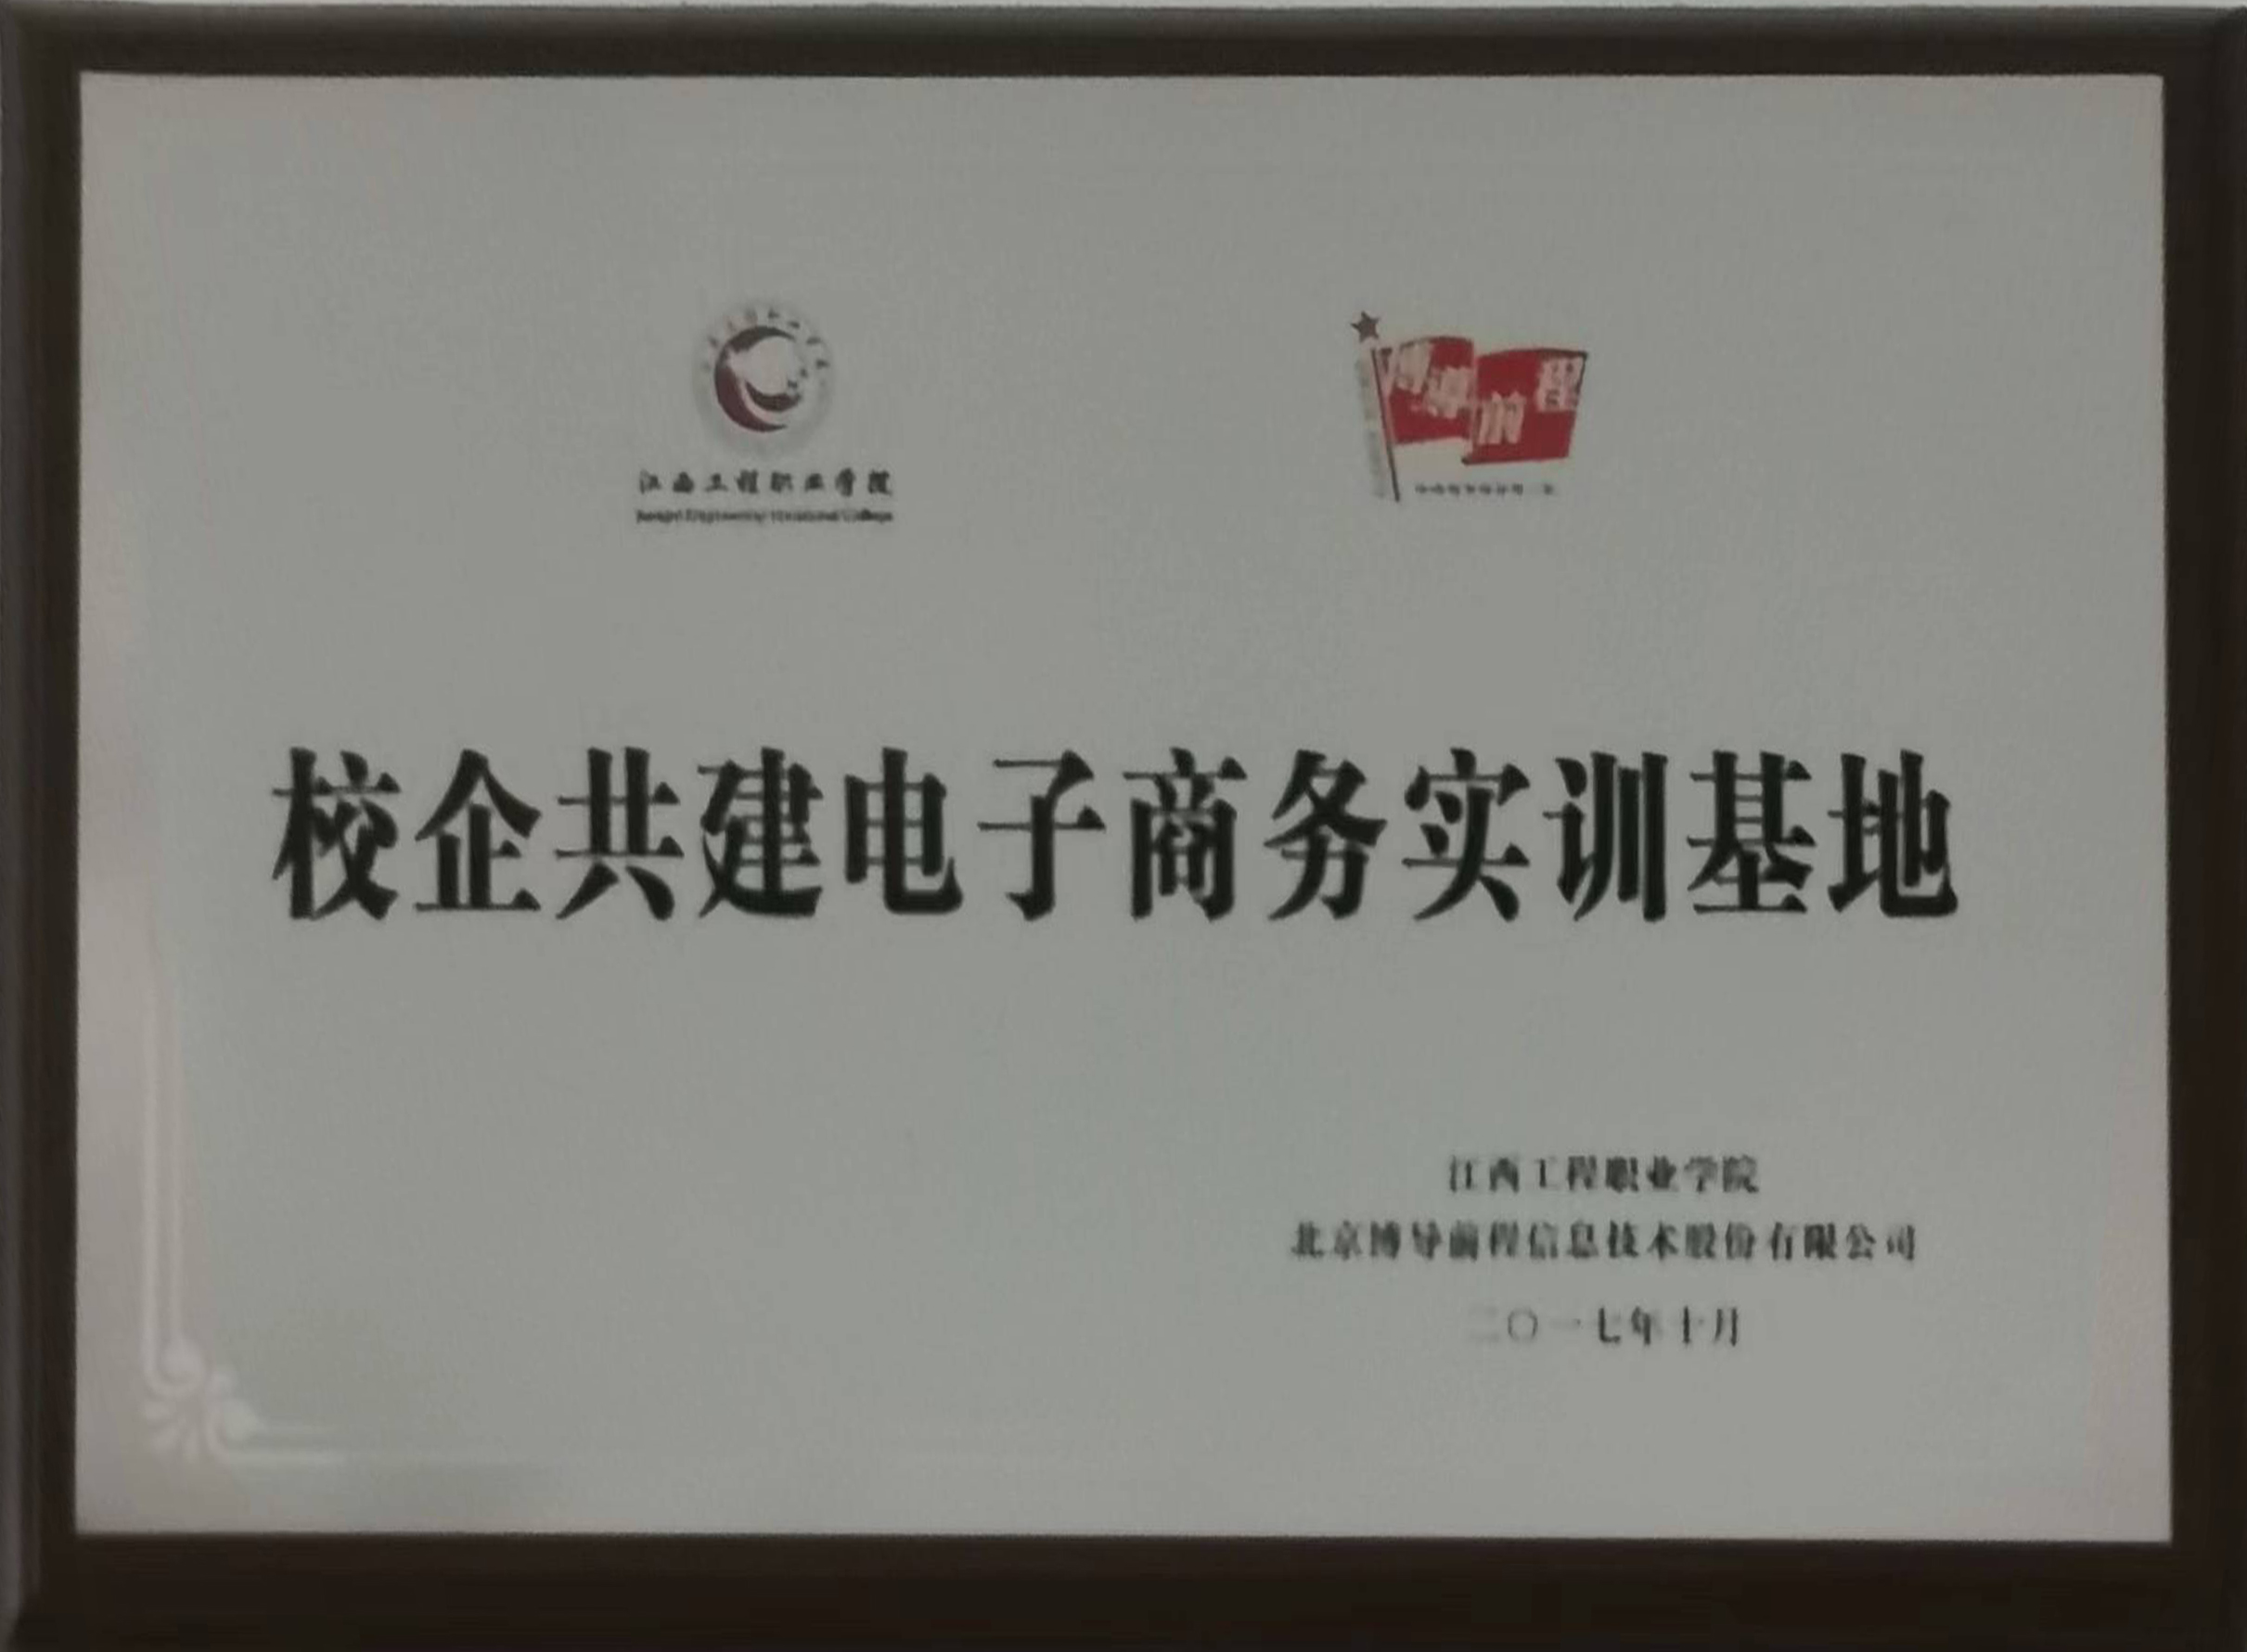 江西工程职业学院
博导前程
校企共建电子商务实训基地
江西工程职业学院
北京博导前程信息技术股份有限公司
二〇一七年十月